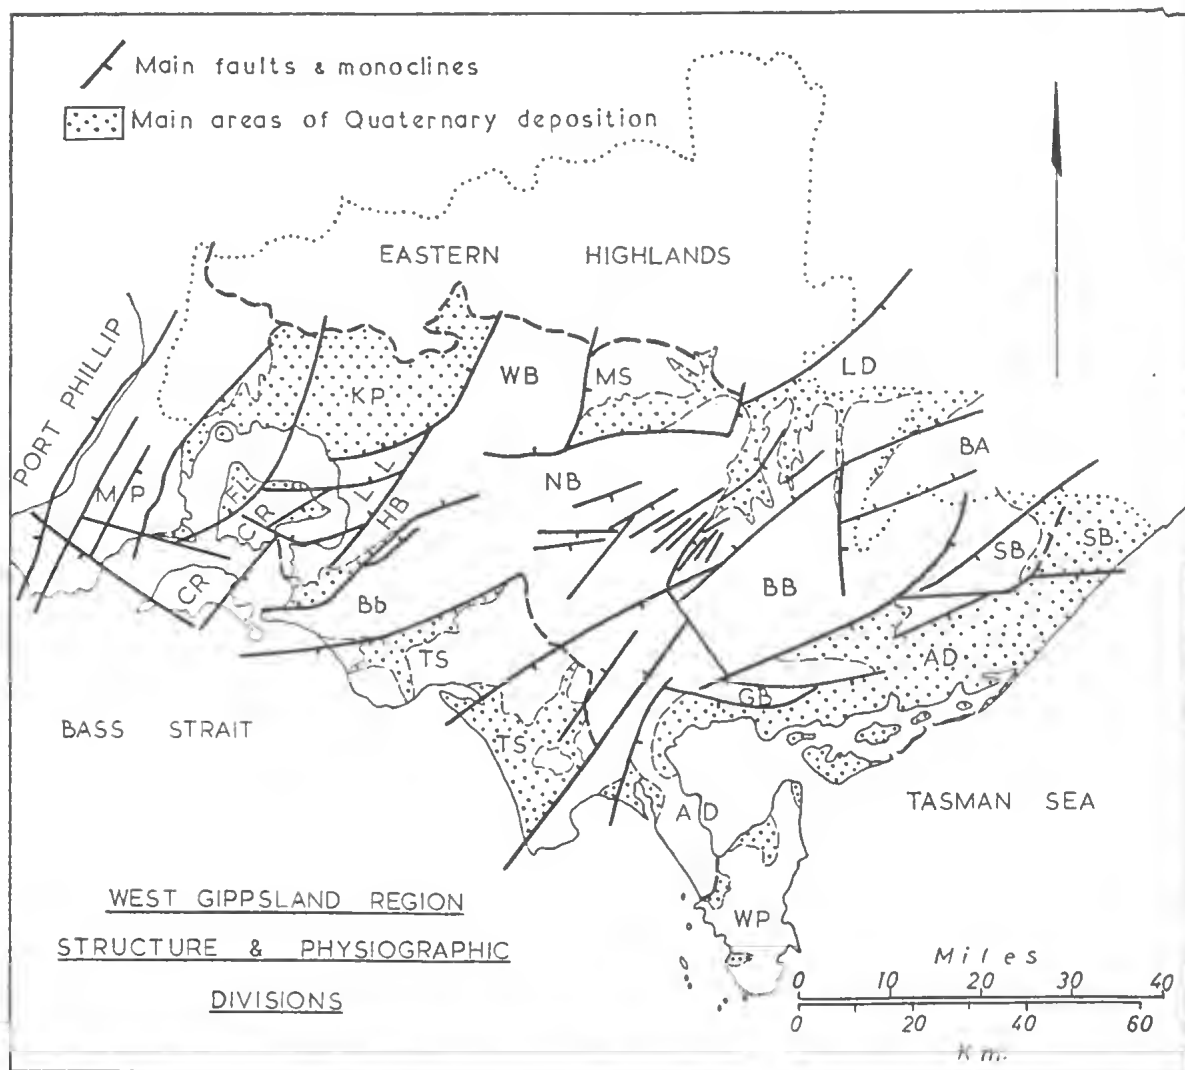 Main faults & monoclines
Main areas of Quaternary deposition
EASTERN HIGHLANDS
PORT PHILLIP
LD
WB
MS
KP
BA
NB
L L
MP
FL
HB
CR
SB
SB
CR
Bb
BB
TS
AD
GB
BASS STRAIT
TS
TASMAN SEA
AD
WEST GIPPSLAND REGION
STRUCTURE & PHYSIOGRAPHIC
DIVISIONS
WP
Miles
0 10 20 30 40
0 20 40 60
Km.